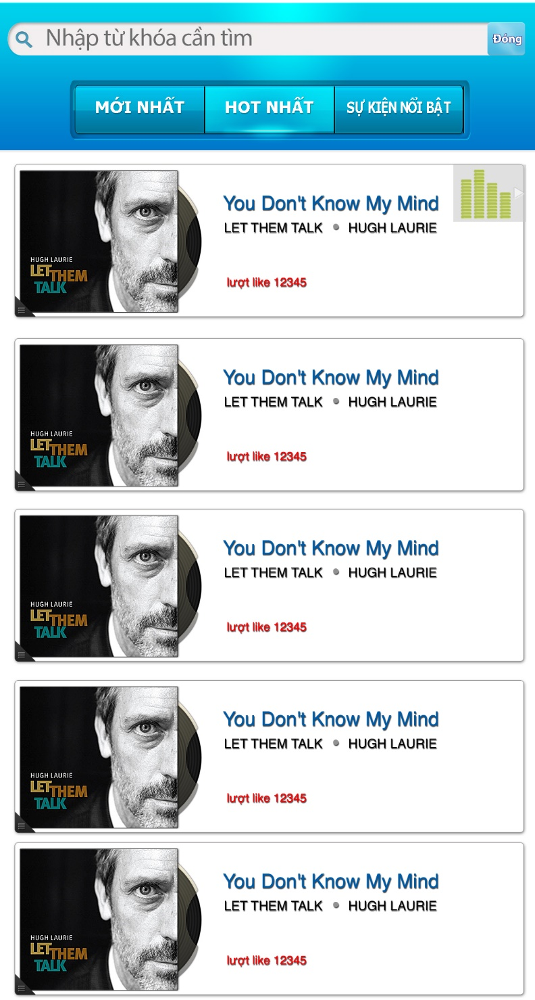 Nhập từ khóa cần tìm
Đóng
MỚI NHẤT
HOT NHẤT
SỰ KIỆN NỔI BẬT
You Don't Know My Mind
LET THEM TALK • HUGH LAURIE
lượt like 12345
HUGH LAURIE
LET THEM
TALK
You Don't Know My Mind
LET THEM TALK • HUGH LAURIE
lượt like 12345
HUGH LAURIE
LET THEM
TALK
You Don't Know My Mind
LET THEM TALK • HUGH LAURIE
lượt like 12345
HUGH LAURIE
LET THEM
TALK
You Don't Know My Mind
LET THEM TALK • HUGH LAURIE
lượt like 12345
HUGH LAURIE
LET THEM
TALK
You Don't Know My Mind
LET THEM TALK • HUGH LAURIE
lượt like 12345
HUGH LAURIE
LET THEM
TALK